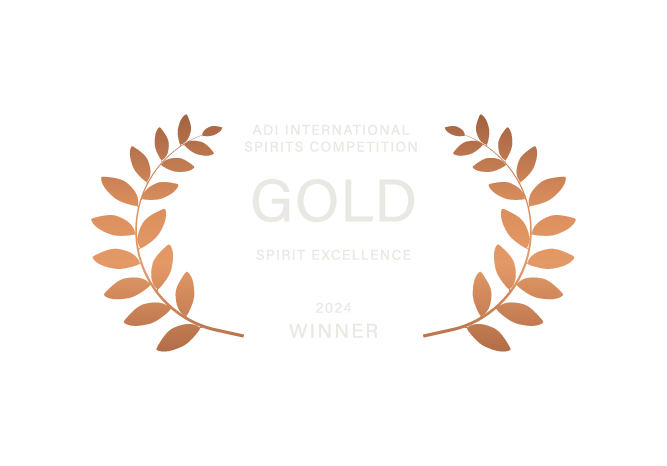 ADI INTERNATIONAL
SPIRITS COMPETITION
GOLD
SPIRIT EXCELLENCE
2024
WINNER